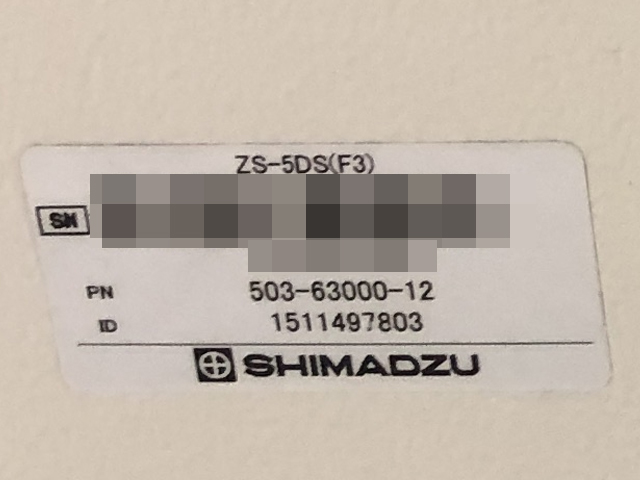 ZS-5DS(F3)
SN
PN 503-63000-12
ID 1511497803
SHIMADZU